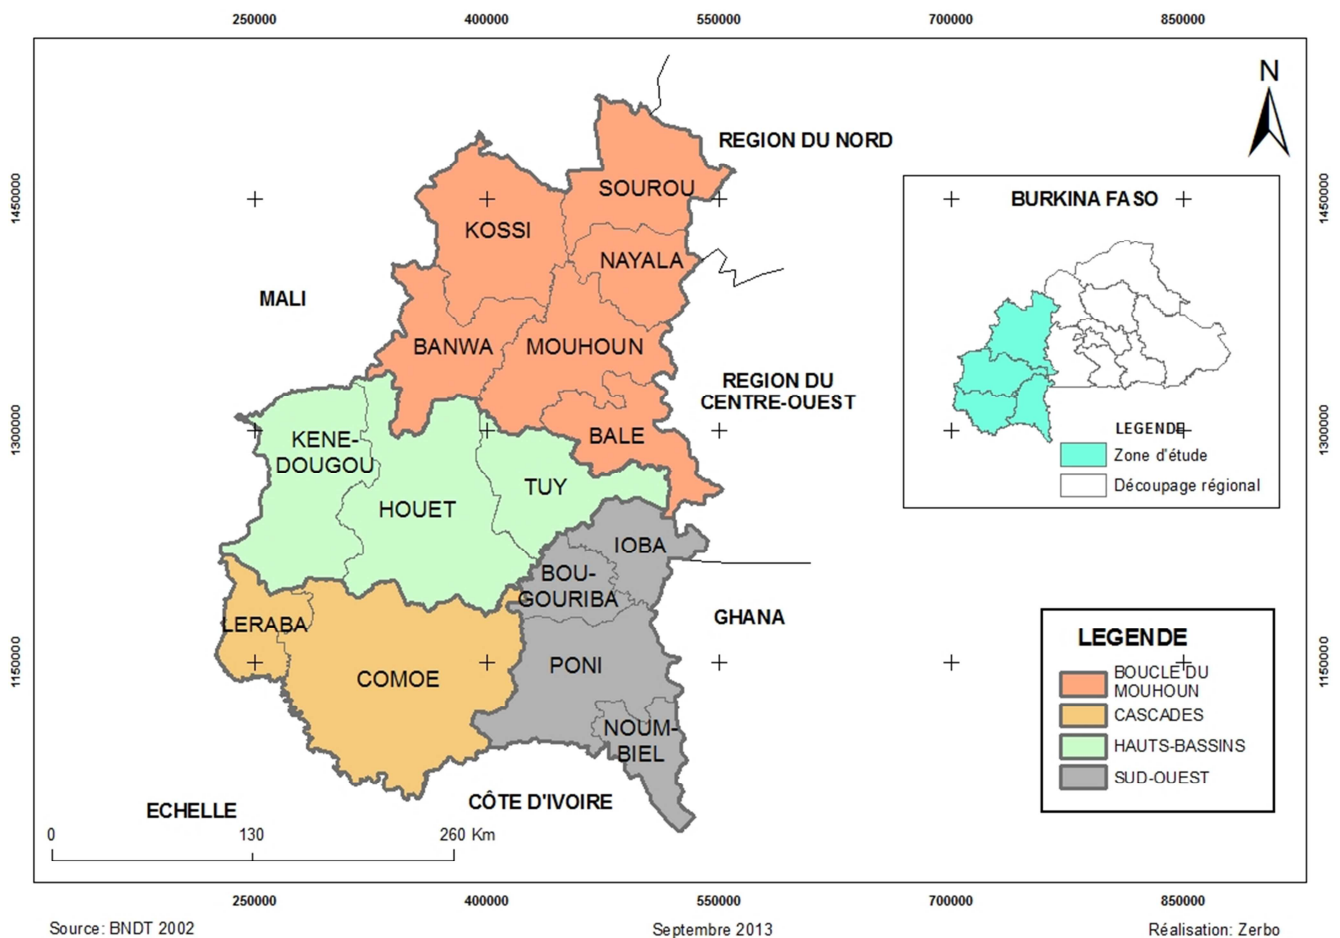 250000 400000 550000 700000 850000
N
REGION DU NORD
SOUROU
BURKINA FASO
1450000
1450000
KOSSI
NAYALA
MALI
BANWA
MOUHOUN
REGION DU
CENTRE-OUEST
1300000
1300000
KENE-
DOUGOU
BALE
LEGENDE
Zone d'étude
Découpage régional
TUY
HOUET
IOBA
BOU-
GOURIBA
LERABA
GHANA
COMOE
PONI
1150000
1150000
NOUM-
BIEL
LEGENDE
BOUCLE DU
MOUHOUN
CASCADES
HAUTS-BASSINS
SUD-OUEST
ECHELLE
CÔTE D'IVOIRE
0 130 260 Km
250000 400000 550000 700000 850000
Source: BNDT 2002
Septembre 2013
Réalisation: Zerbo